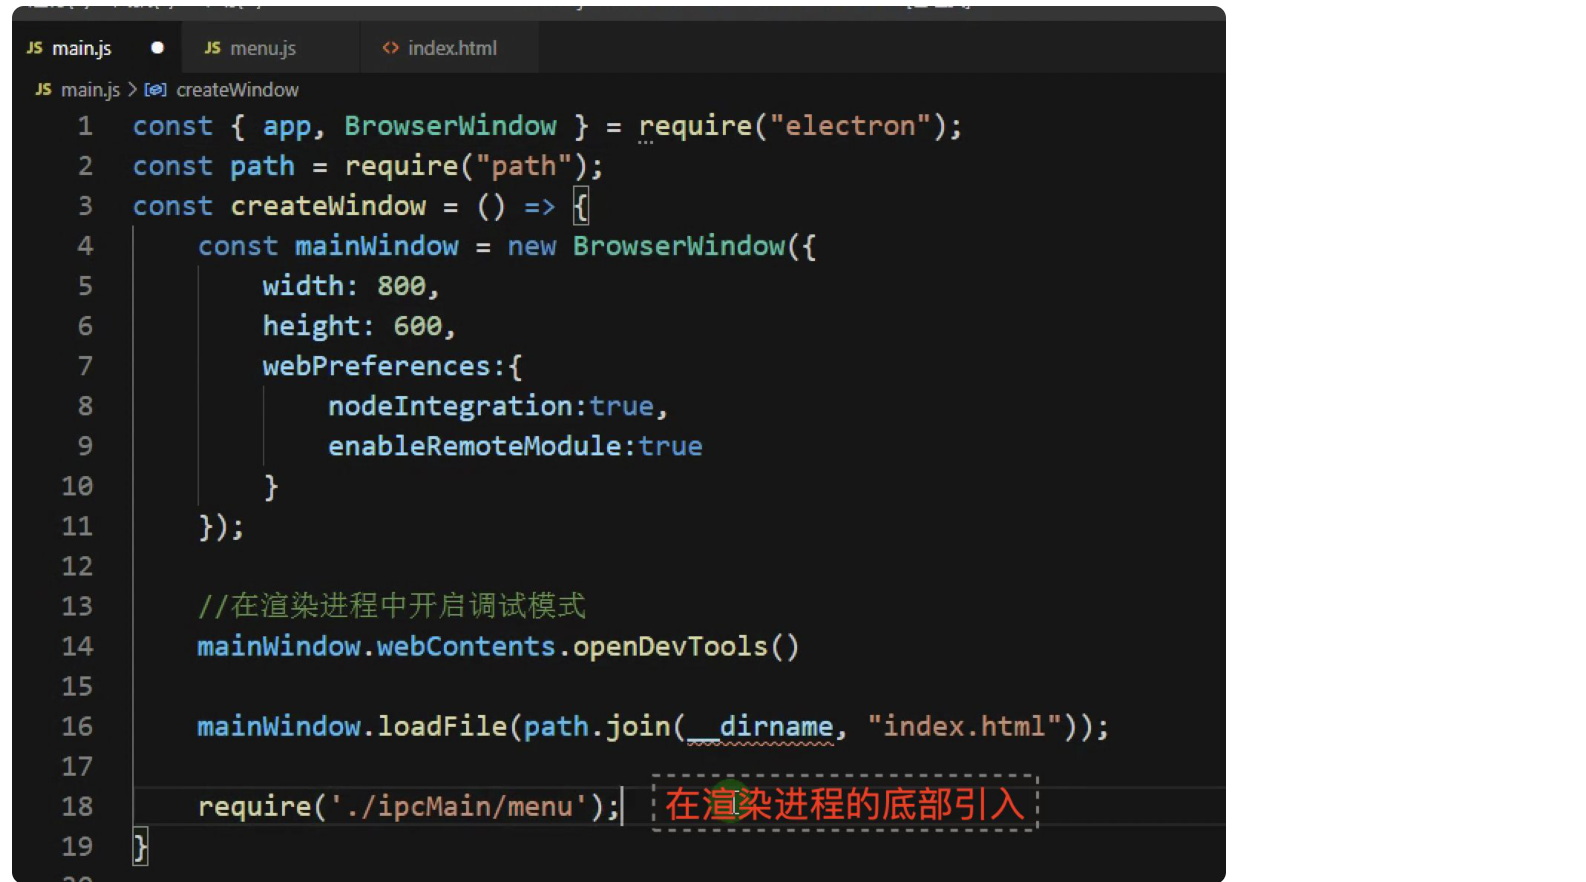 JS main.js ● JS menu.js <> index.html
JS main.js > createWindow
1 const { app, BrowserWindow } = require("electron");
2 const path = require("path");
3 const createWindow = () => {
4 const mainWindow = new BrowserWindow({
5 width: 800,
6 height: 600,
7 webPreferences:{
8 nodeIntegration:true,
9 enableRemoteModule:true
10 }
11 });
12
13 //在渲染进程中开启调试模式
14 mainWindow.webContents.openDevTools()
15
16 mainWindow.loadFile(path.join(__dirname, "index.html"));
17
18 require('./ipcMain/menu'); 在渲染进程的底部引入
19 }